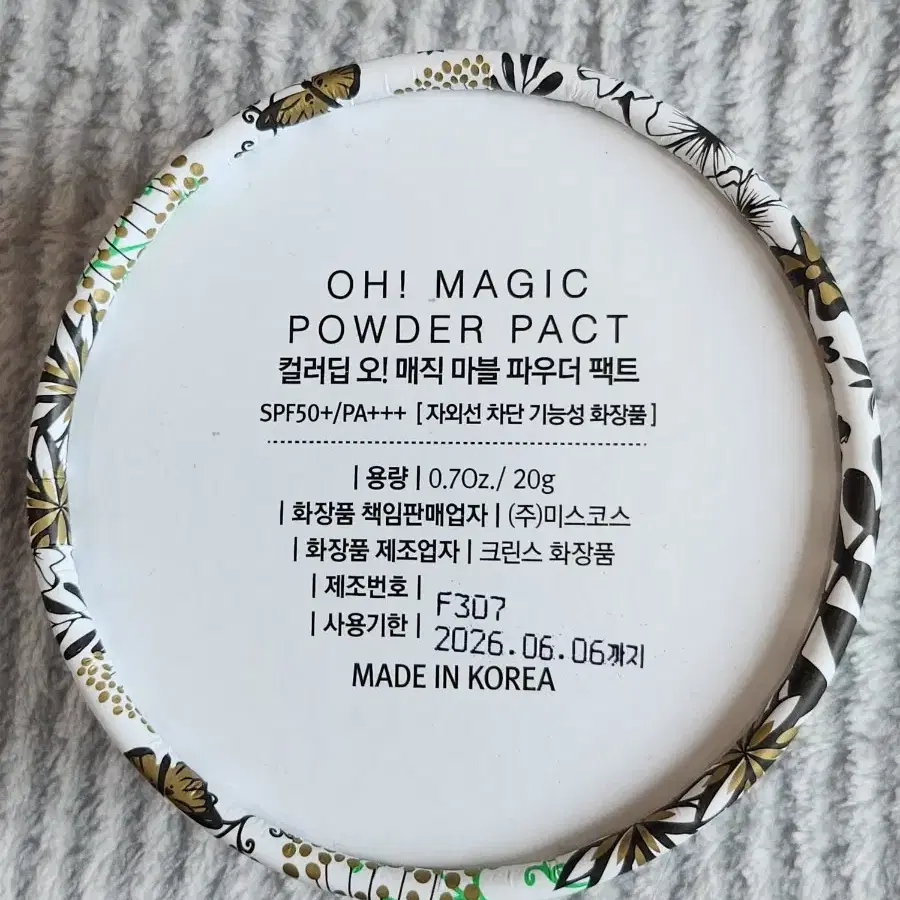 OH! MAGIC
POWDER PACT
컬러딥 오! 매직 마블 파우더 팩트
SPF50+/PA+++ [ 자외선 차단 기능성 화장품 ]
| 용량 | 0.7Oz./ 20g
| 화장품 책임판매업자 | (주)미스코스
| 화장품 제조업자 | 크린스 화장품
| 제조번호 | F307
| 사용기한 | 2026.06.06까지
MADE IN KOREA